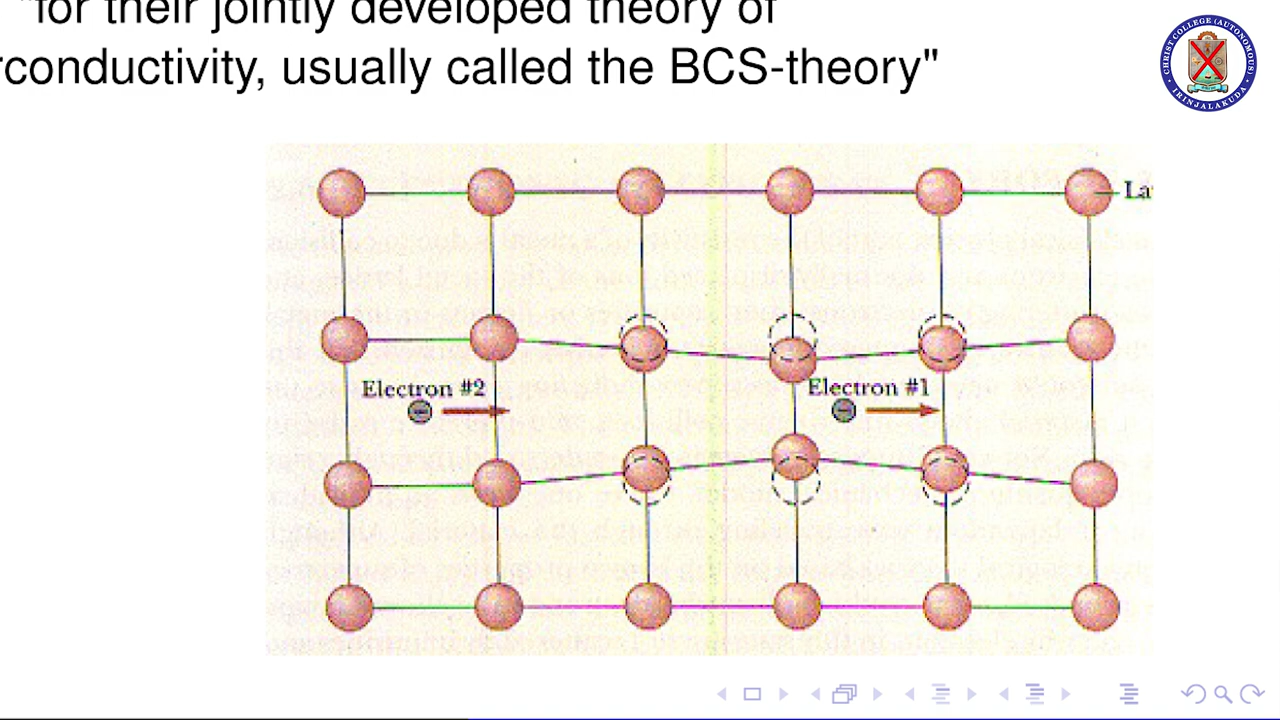 "for their jointly developed theory of
rconductivity, usually called the BCS-theory"
CHRIST COLLEGE (AUTONOMOUS)
IRINJALAKUDA
La
Electron #2
Electron #1